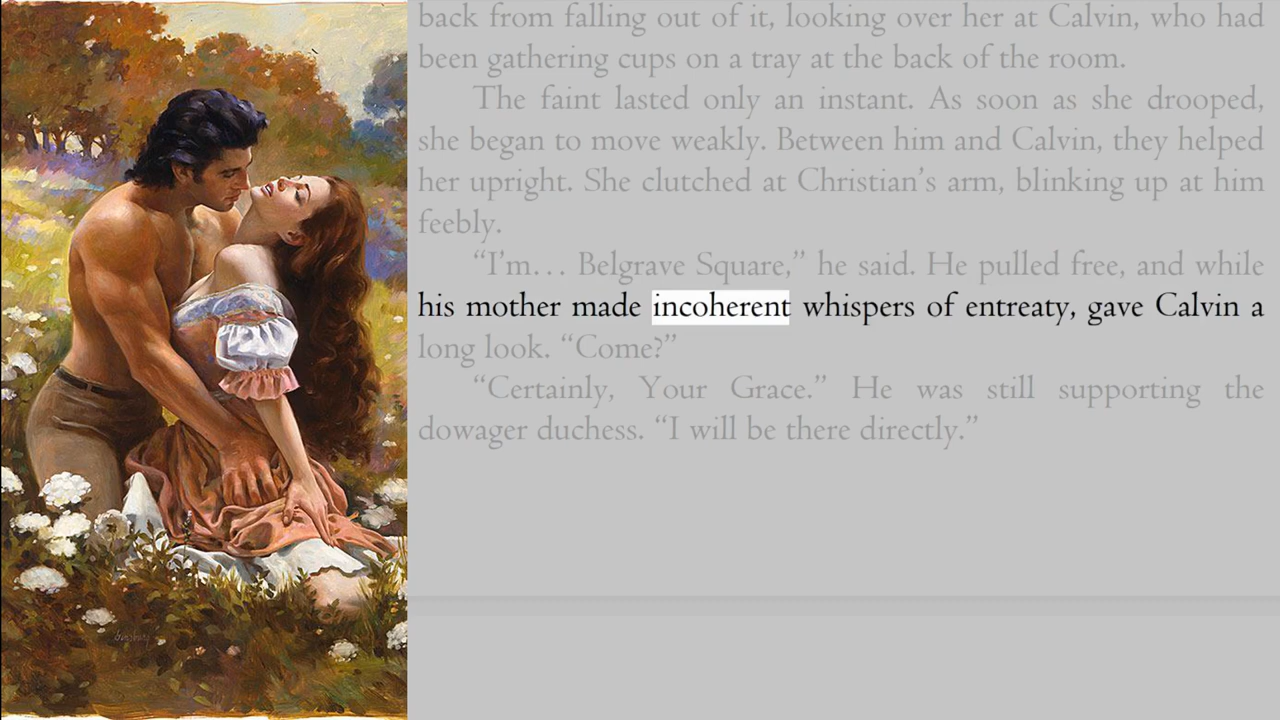 back from falling out of it, looking over her at Calvin, who had
been gathering cups on a tray at the back of the room.
The faint lasted only an instant. As soon as she drooped,
she began to move weakly. Between him and Calvin, they helped
her upright. She clutched at Christian’s arm, blinking up at him
feebly.
“I’m… Belgrave Square,” he said. He pulled free, and while
his mother made incoherent whispers of entreaty, gave Calvin a
long look. “Come?”
“Certainly, Your Grace.” He was still supporting the
dowager duchess. “I will be there directly.”